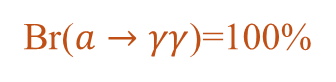 Br(𝑎 → 𝛾𝛾)=100%